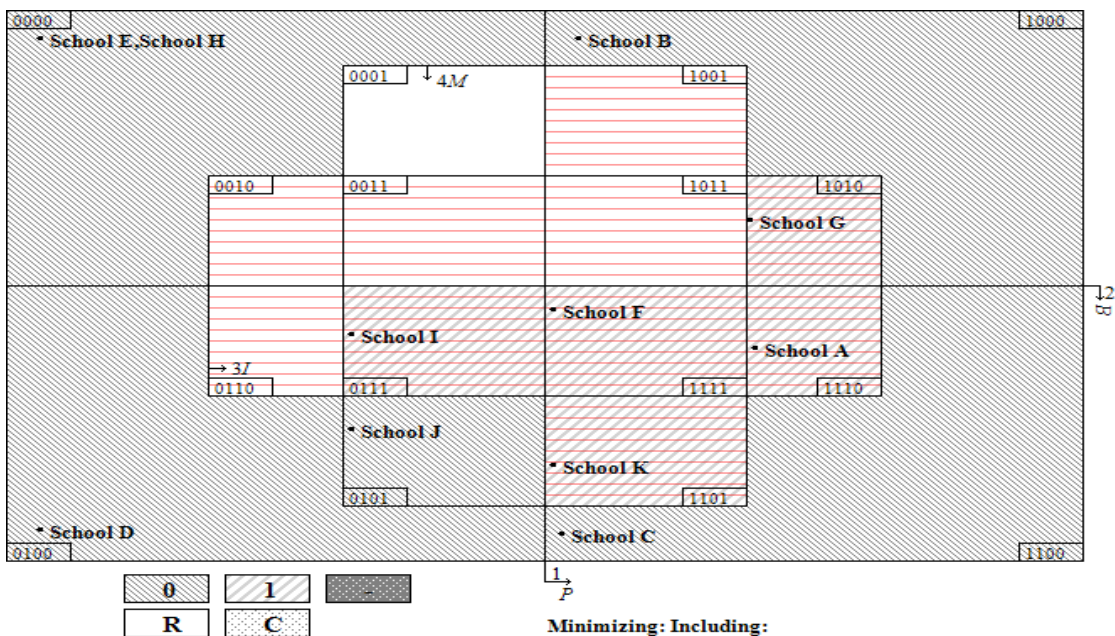 0000 1000
School E,School H School B
0001 4M 1001
0010 0011 1011 1010
School G
2
B
School F
School I School A
3I
0110 0111 1111 1110
School J
School K
0101 1101
School D School C
0100 1100
1
P
0 1 -
R C
Minimizing: Including: